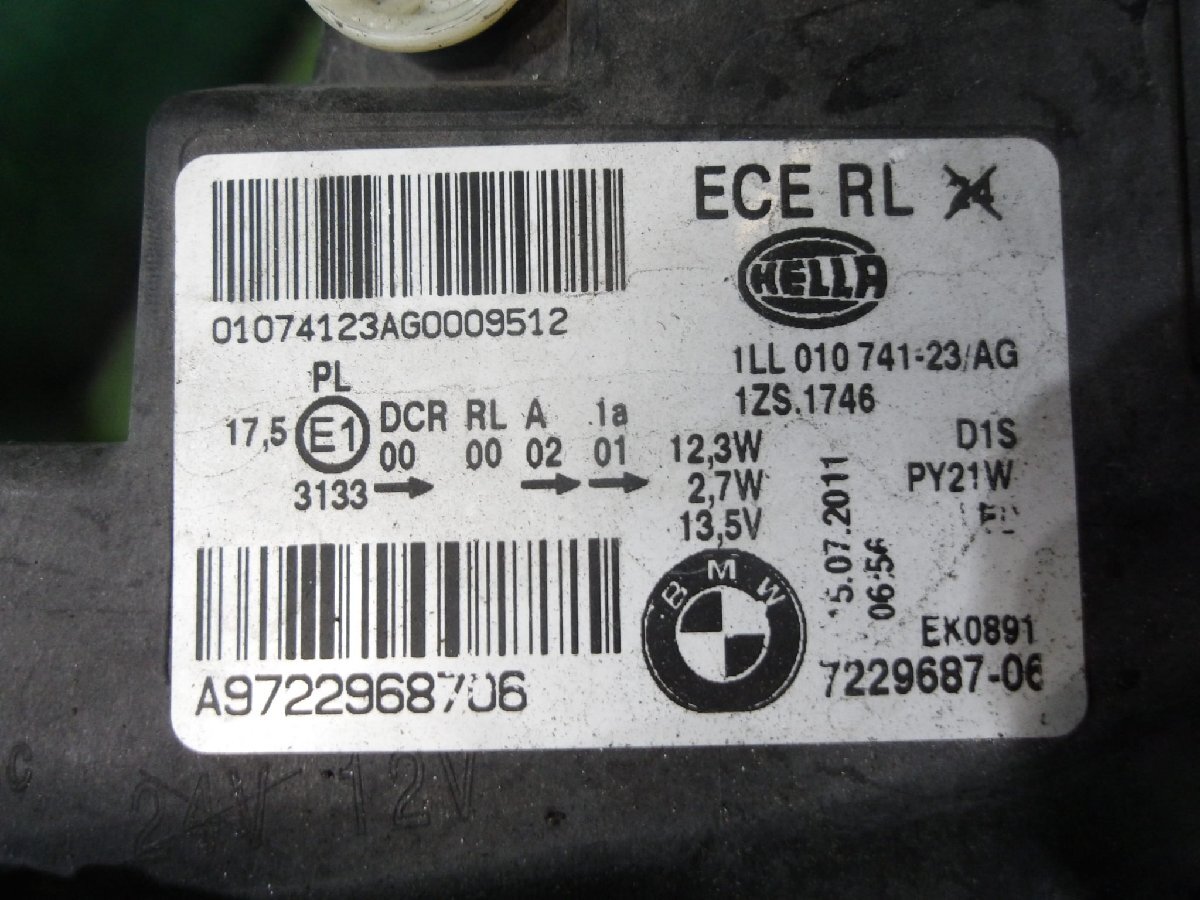 ECE RL 24
HELLA
01074123AG0009512
1LL 010 741-23/AG
1ZS.1746
PL
17,5 E1 DCR RL A 1a
00 00 02 01
3133
12,3W
2,7W
13,5V
D1S
PY21W
5.07.2011
06:56
BMW
EK0891
7229687-06
A97229968706
24V 12V
C